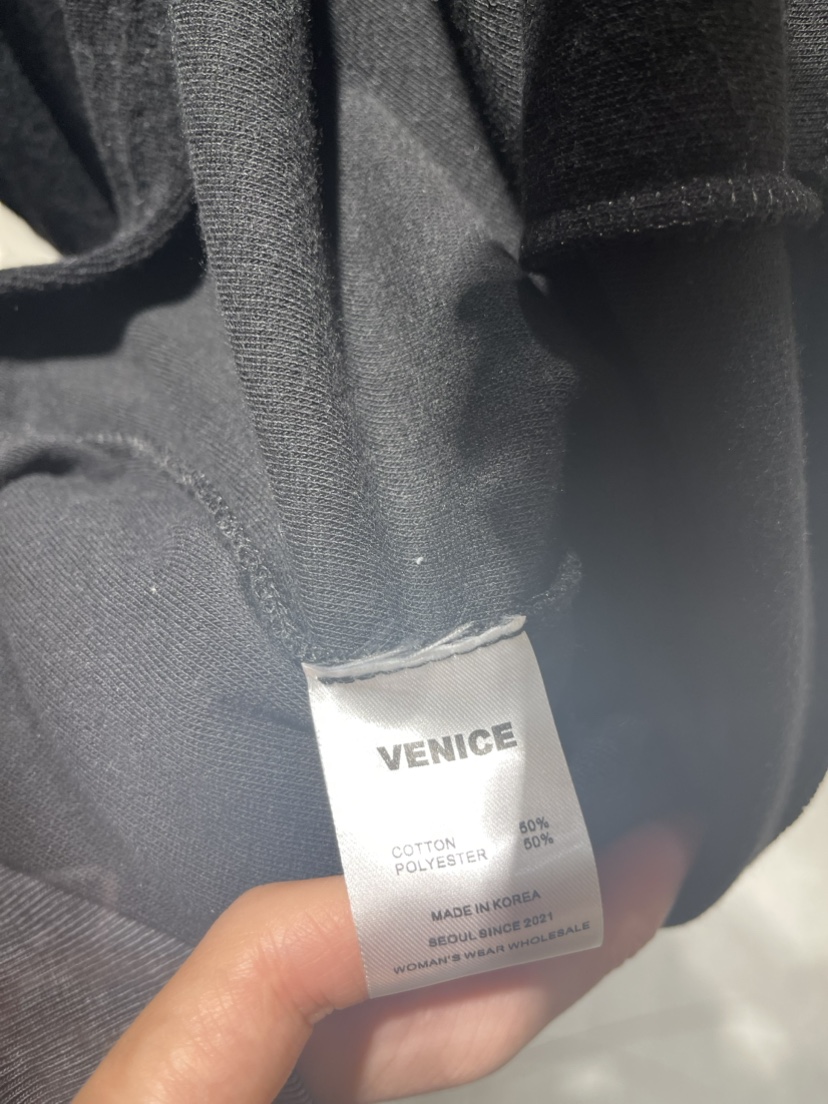 VENICE
COTTON 50%
POLYESTER 50%
MADE IN KOREA
SEOUL SINCE 2021
WOMAN'S WEAR WHOLESALE